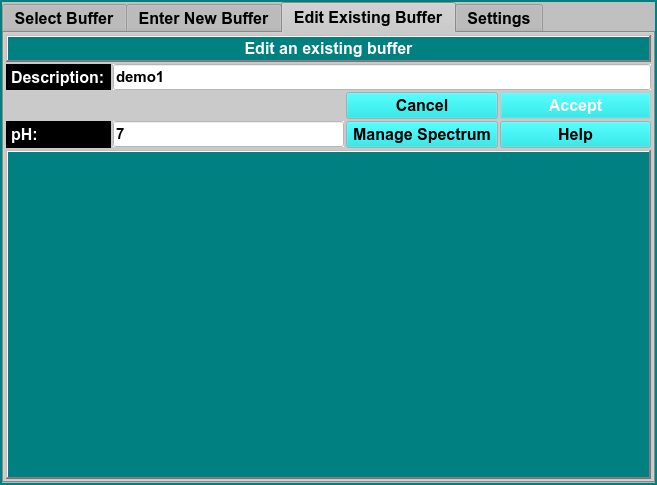 Select Buffer Enter New Buffer Edit Existing Buffer Settings
Edit an existing buffer
Description: demo1
Cancel Accept
pH: 7 Manage Spectrum Help